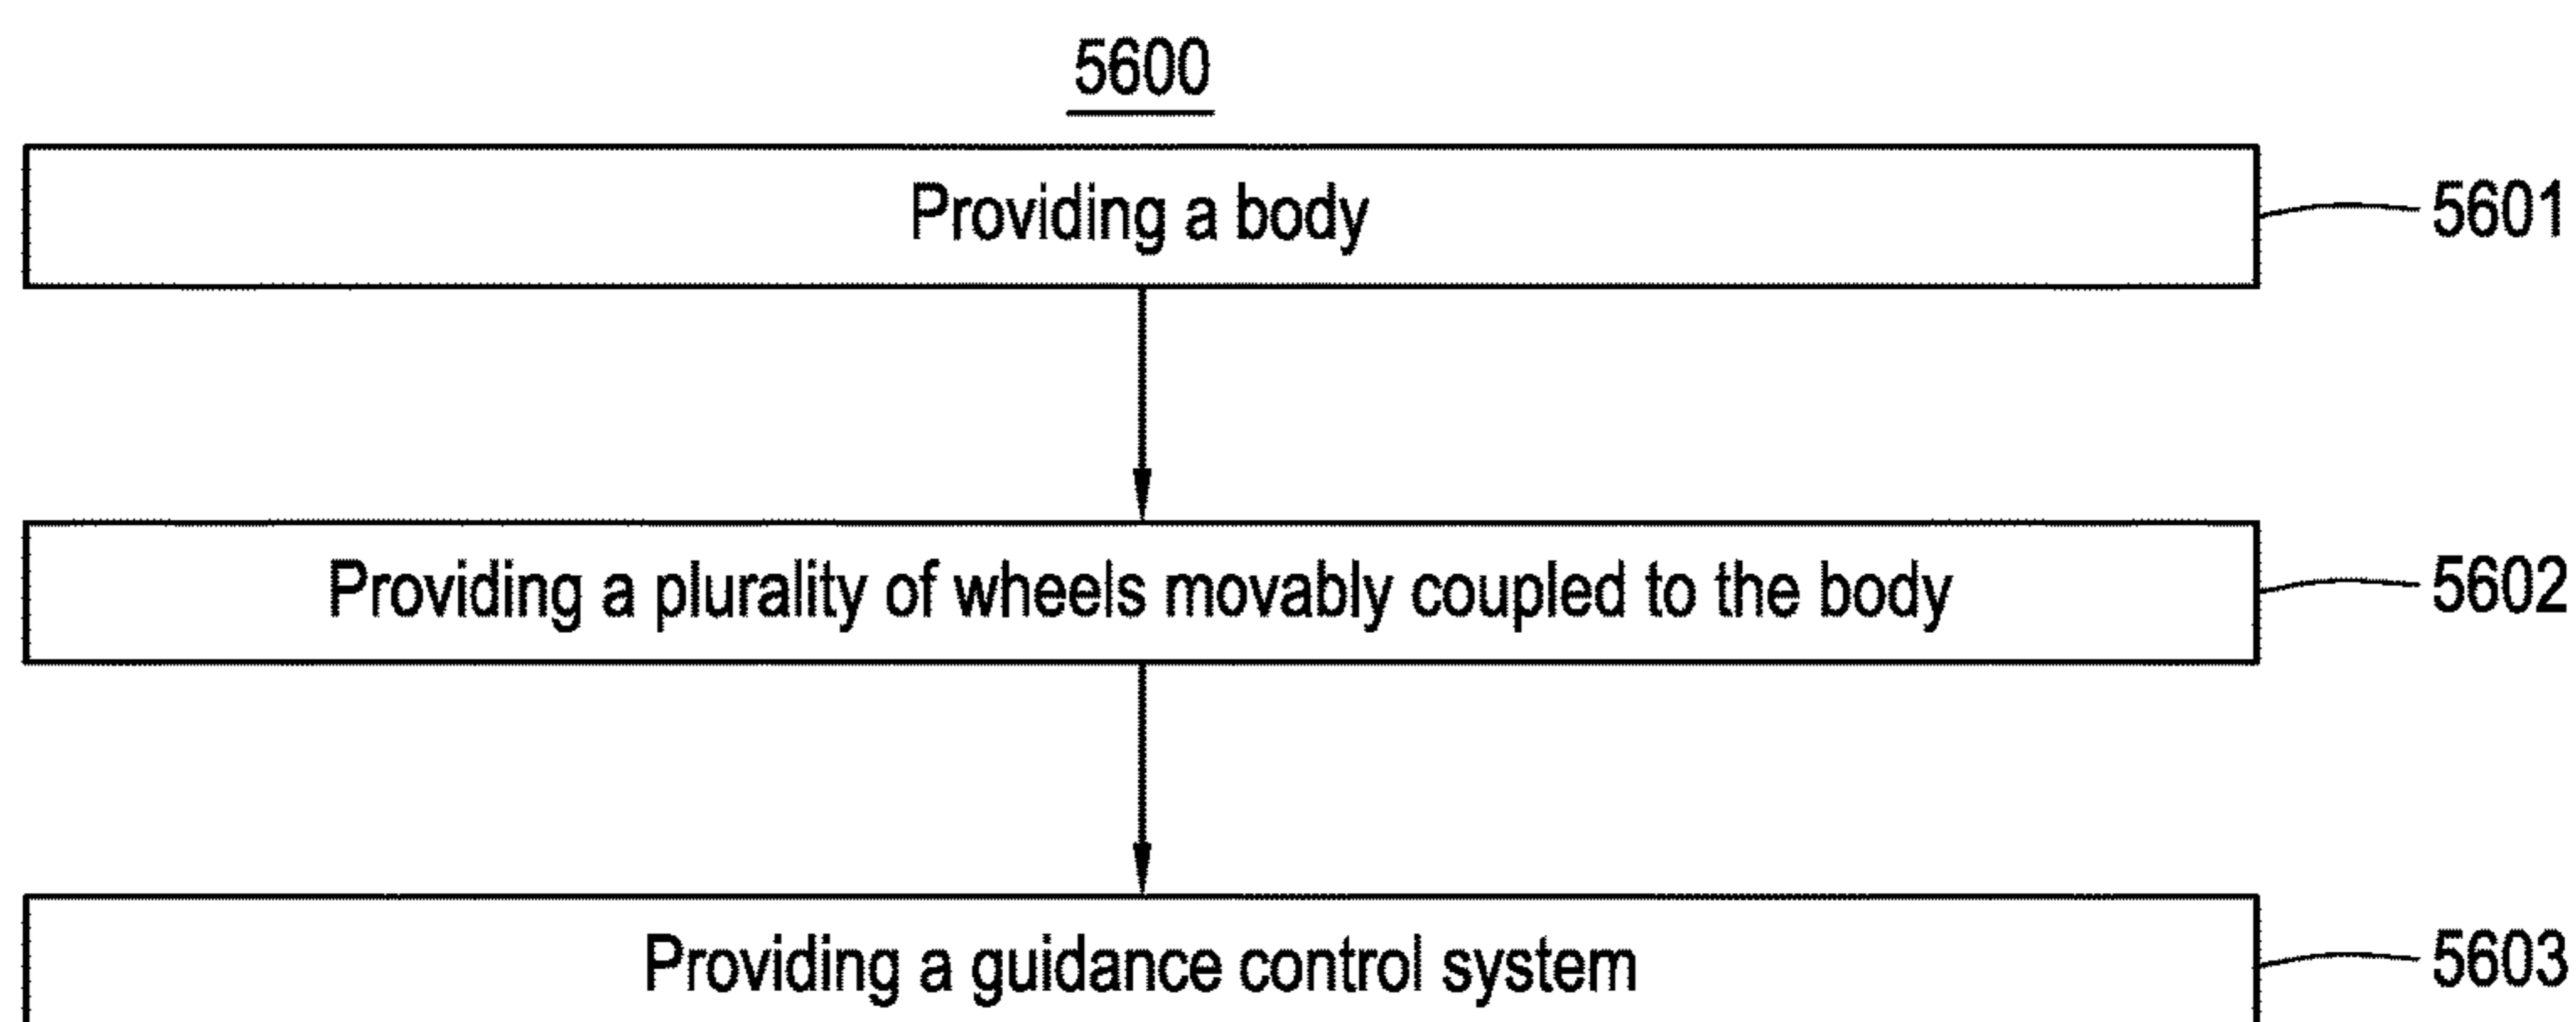 5600
Providing a body
5601
Providing a plurality of wheels movably coupled to the body
5602
Providing a guidance control system
5603